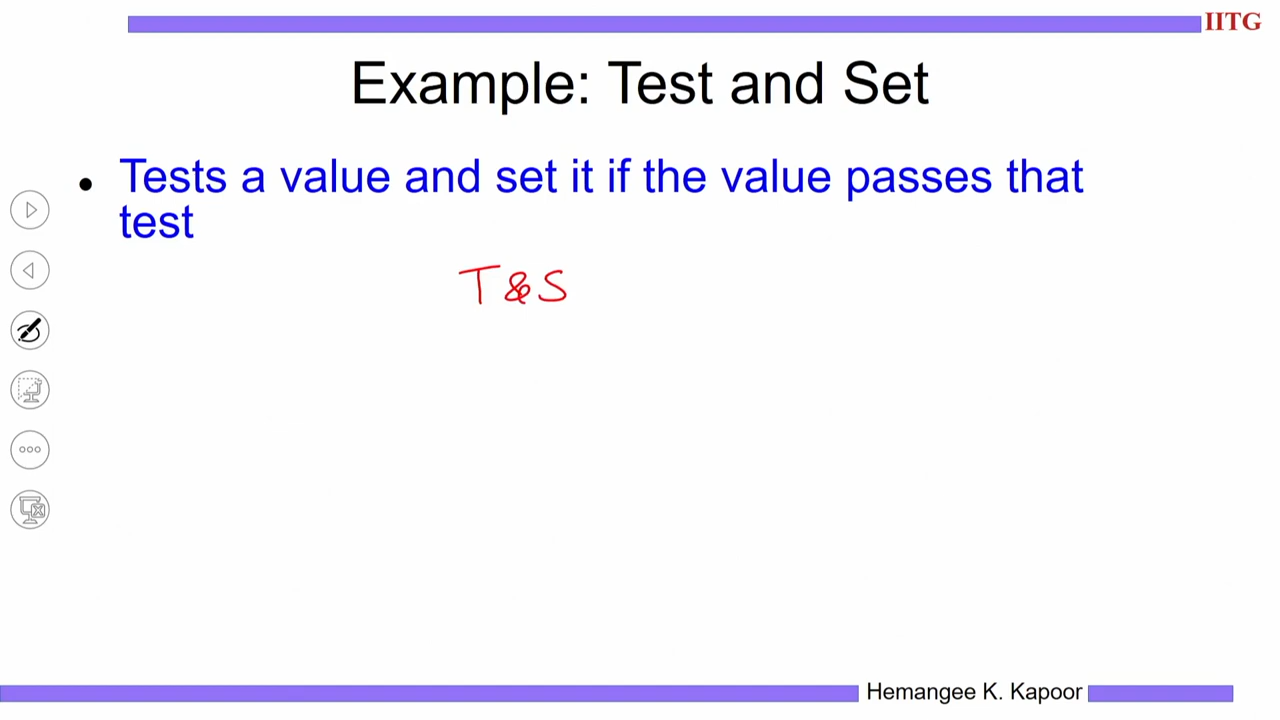 IITG
Example: Test and Set
• Tests a value and set it if the value passes that
test
T&S
Hemangee K. Kapoor